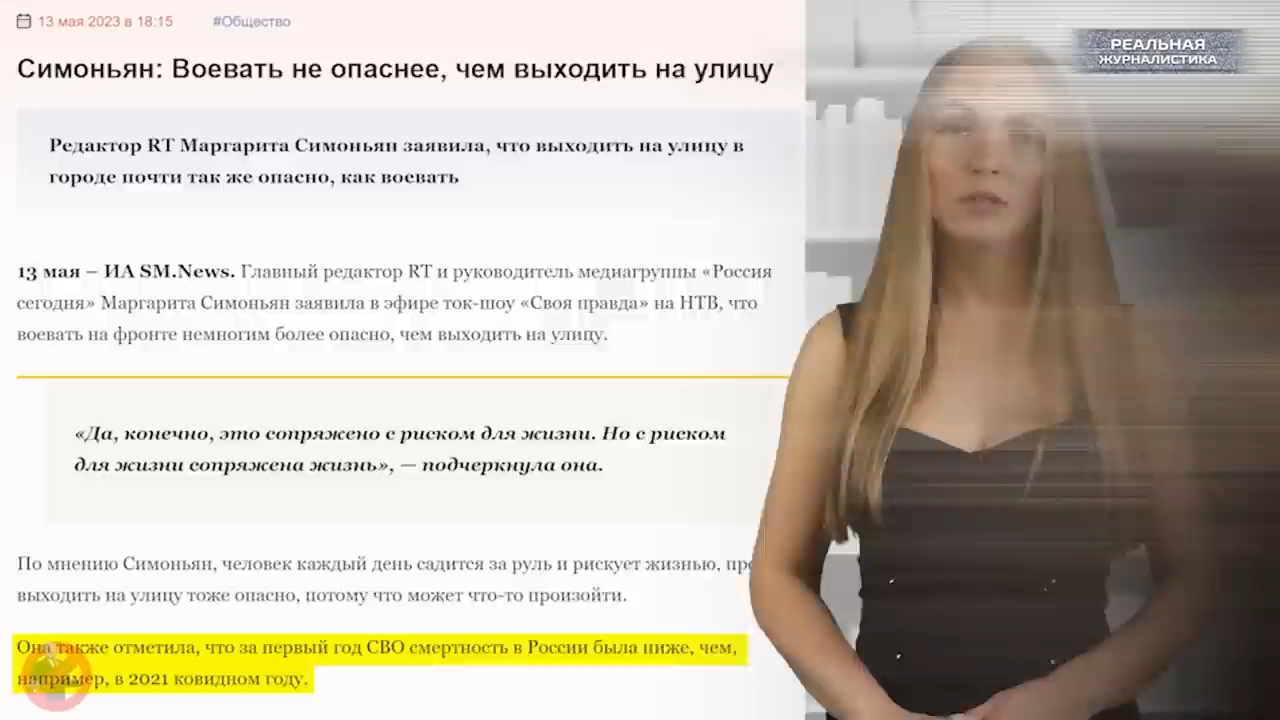 13 мая 2023 в 18:15 #Общество
РЕАЛЬНАЯ
ЖУРНАЛИСТИКА
Симоньян: Воевать не опаснее, чем выходить на улицу
Редактор RT Маргарита Симоньян заявила, что выходить на улицу в
городе почти так же опасно, как воевать
13 мая – ИА SM.News. Главный редактор RT и руководитель медиагруппы «Россия
сегодня» Маргарита Симоньян заявила в эфире ток-шоу «Своя правда» на НТВ, что
воевать на фронте немногим более опасно, чем выходить на улицу.
«Да, конечно, это сопряжено с риском для жизни. Но с риском
для жизни сопряжена жизнь», — подчеркнула она.
По мнению Симоньян, человек каждый день садится за руль и рискует жизнью,
выходить на улицу тоже опасно, потому что может что-то произойти.
Она также отметила, что за первый год СВО смертность в России была ниже, чем,
например, в 2021 ковидном году.